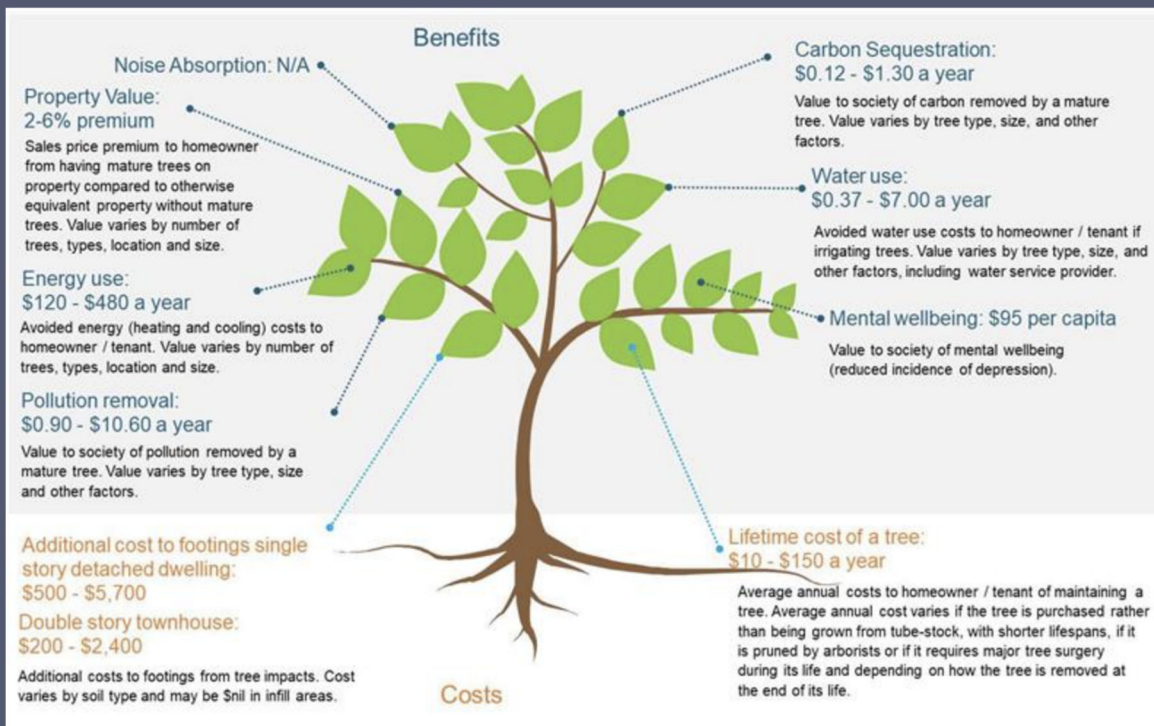 Benefits
Noise Absorption: N/A
Property Value:
2-6% premium
Sales price premium to homeowner
from having mature trees on
property compared to otherwise
equivalent property without mature
trees. Value varies by number of
trees, types, location and size.
Energy use:
$120 - $480 a year
Avoided energy (heating and cooling) costs to
homeowner / tenant. Value varies by number of
trees, types, location and size.
Pollution removal:
$0.90 - $10.60 a year
Value to society of pollution removed by a
mature tree. Value varies by tree type, size
and other factors.
Carbon Sequestration:
$0.12 - $1.30 a year
Value to society of carbon removed by a mature
tree. Value varies by tree type, size, and other
factors.
Water use:
$0.37 - $7.00 a year
Avoided water use costs to homeowner / tenant if
irrigating trees. Value varies by tree type, size, and
other factors, including water service provider.
Mental wellbeing: $95 per capita
Value to society of mental wellbeing
(reduced incidence of depression).
Additional cost to footings single
story detached dwelling:
$500 - $5,700
Double story townhouse:
$200 - $2,400
Additional costs to footings from tree impacts. Cost
varies by soil type and may be $nil in infill areas.
Costs
Lifetime cost of a tree:
$10 - $150 a year
Average annual costs to homeowner / tenant of maintaining a
tree. Average annual cost varies if the tree is purchased rather
than being grown from tube-stock, with shorter lifespans, if it
is pruned by arborists or if it requires major tree surgery
during its life and depending on how the tree is removed at
the end of its life.